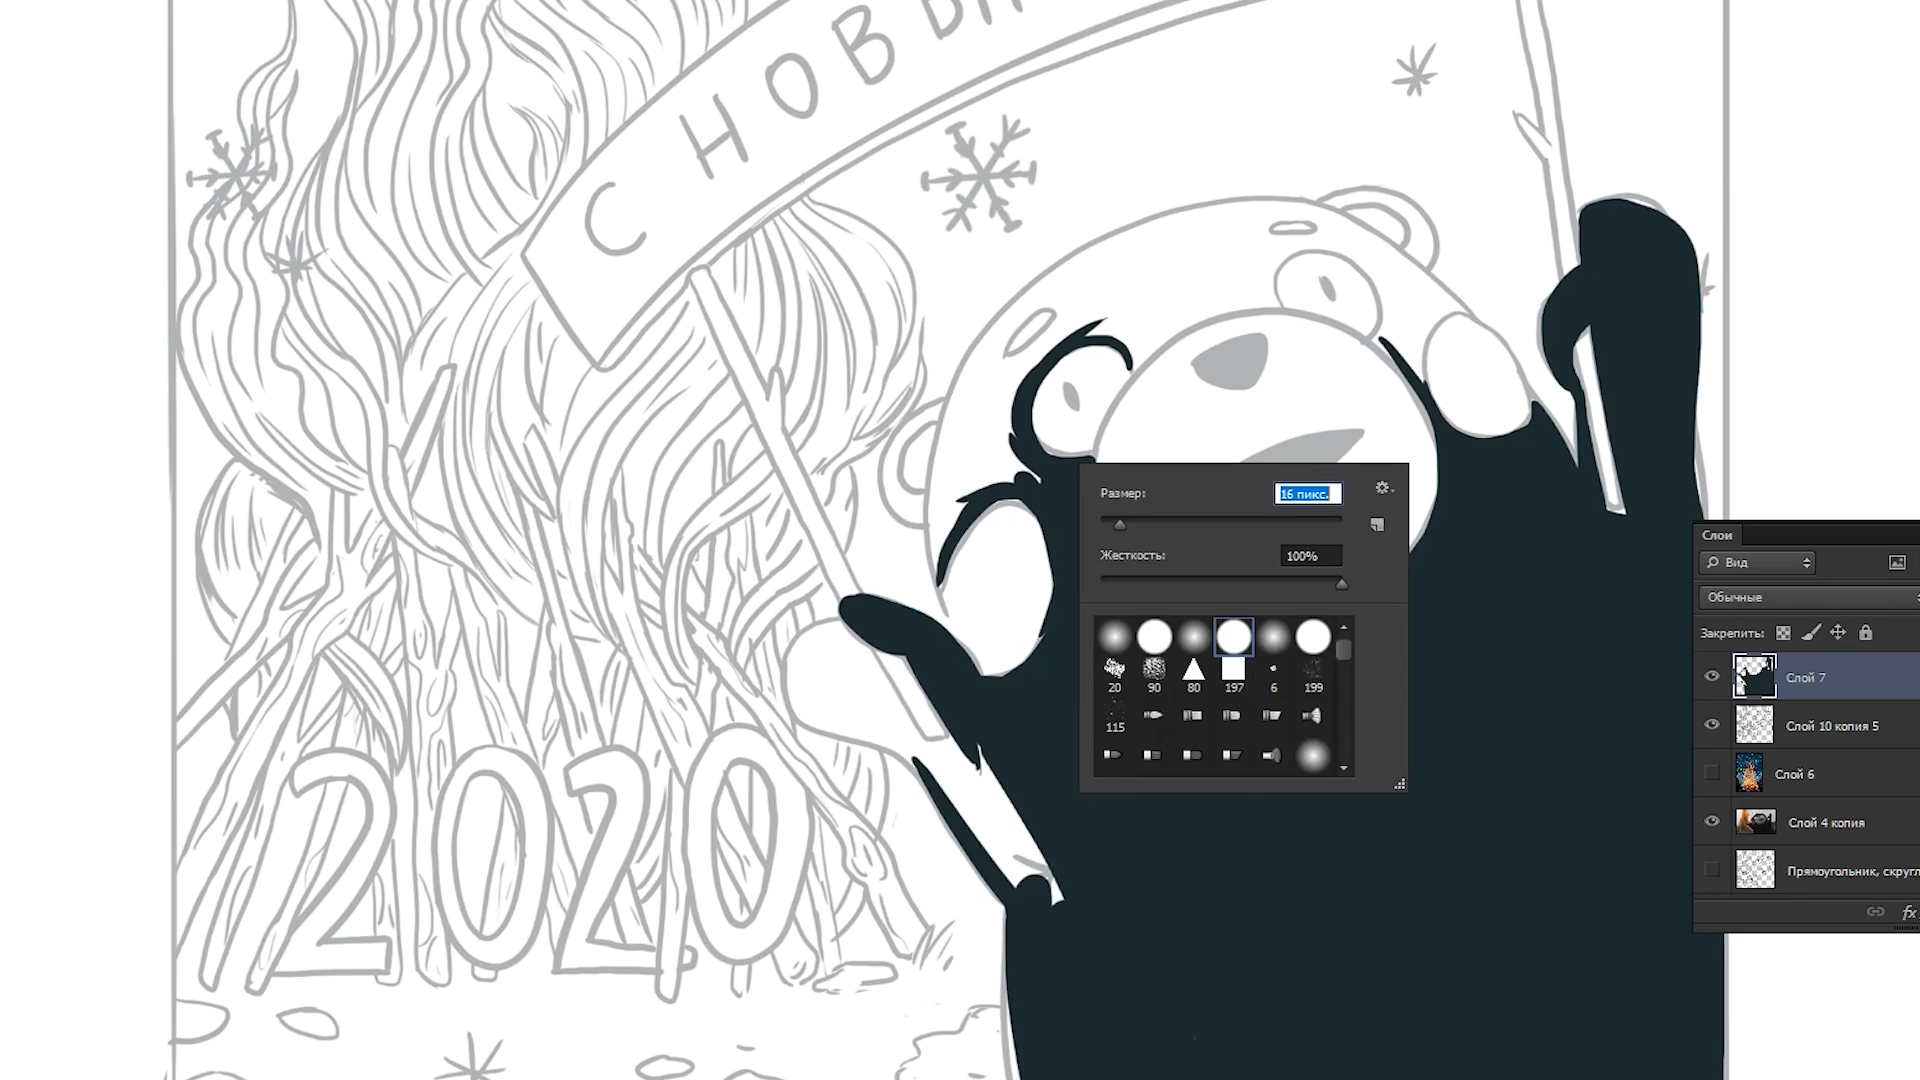 С НОВЫ
2020
Размер:
16 пикс.
Жесткость:
100%
20 90 80 197 6 199
115
Слои
Вид
Обычные
Закрепить:
Слой 7
Слой 10 копия 5
Слой 6
Слой 4 копия
Прямоугольник, скругл
fx